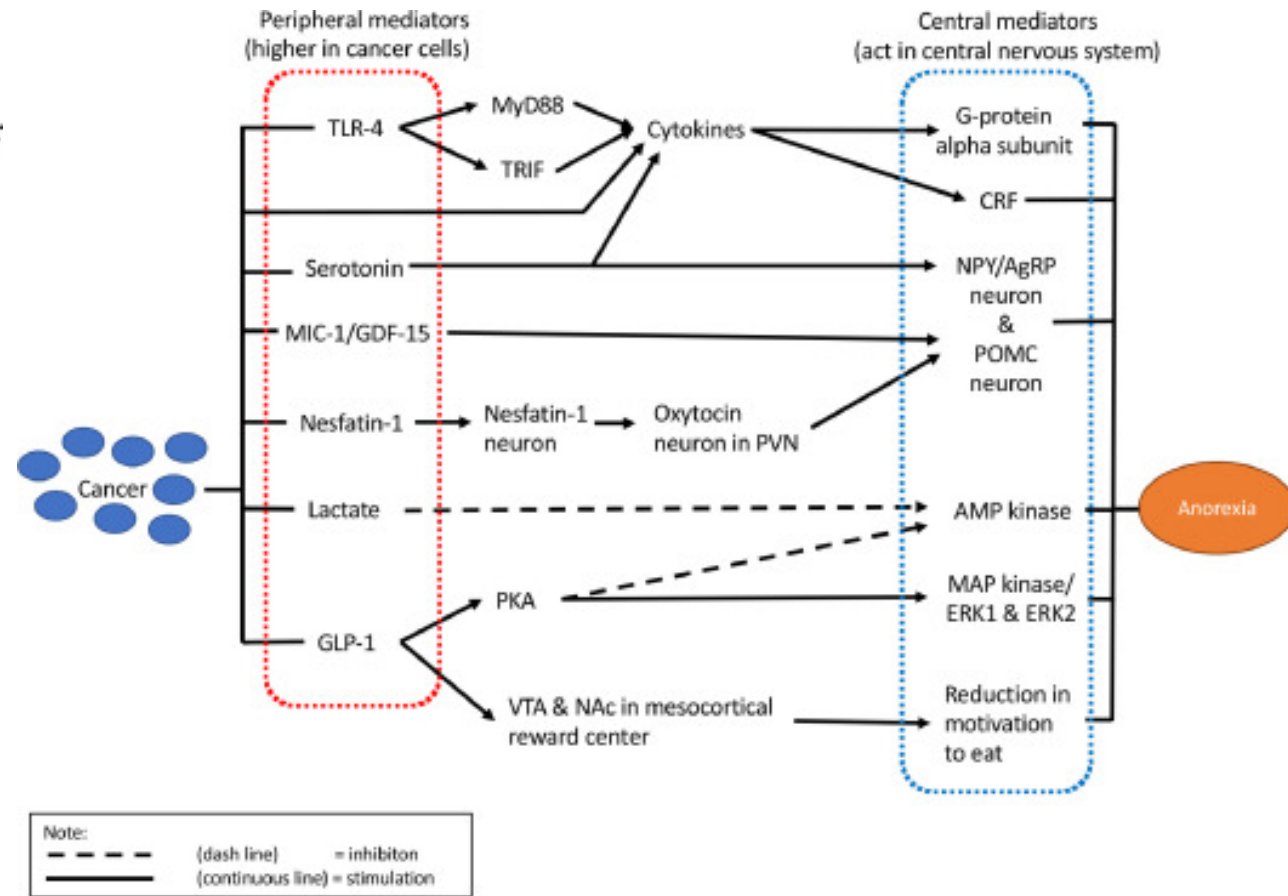 Peripheral mediators
(higher in cancer cells)
Central mediators
(act in central nervous system)
TLR-4
MyD88
TRIF
Cytokines
G-protein
alpha subunit
CRF
Serotonin
NPY/AgRP
neuron
&
POMC
neuron
MIC-1/GDF-15
Nesfatin-1
Nesfatin-1
neuron
Oxytocin
neuron in PVN
Cancer
Lactate
AMP kinase
Anorexia
PKA
MAP kinase/
ERK1 & ERK2
GLP-1
VTA & NAc in mesocortical
reward center
Reduction in
motivation
to eat
Note:
(dash line) = inhibiton
(continuous line) = stimulation